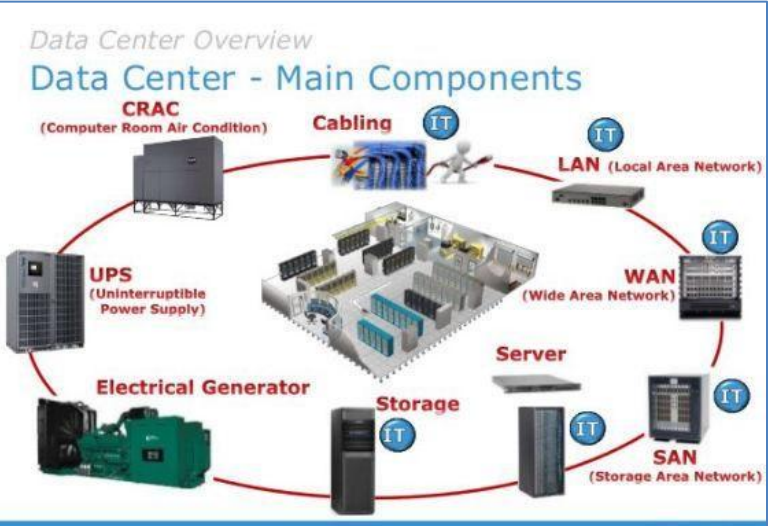 Data Center Overview
Data Center - Main Components
CRAC
(Computer Room Air Condition)
Cabling
IT
IT
LAN (Local Area Network)
UPS
(Uninterruptible
Power Supply)
IT
WAN
(Wide Area Network)
Server
Electrical Generator
Storage
IT
IT
IT
SAN
(Storage Area Network)